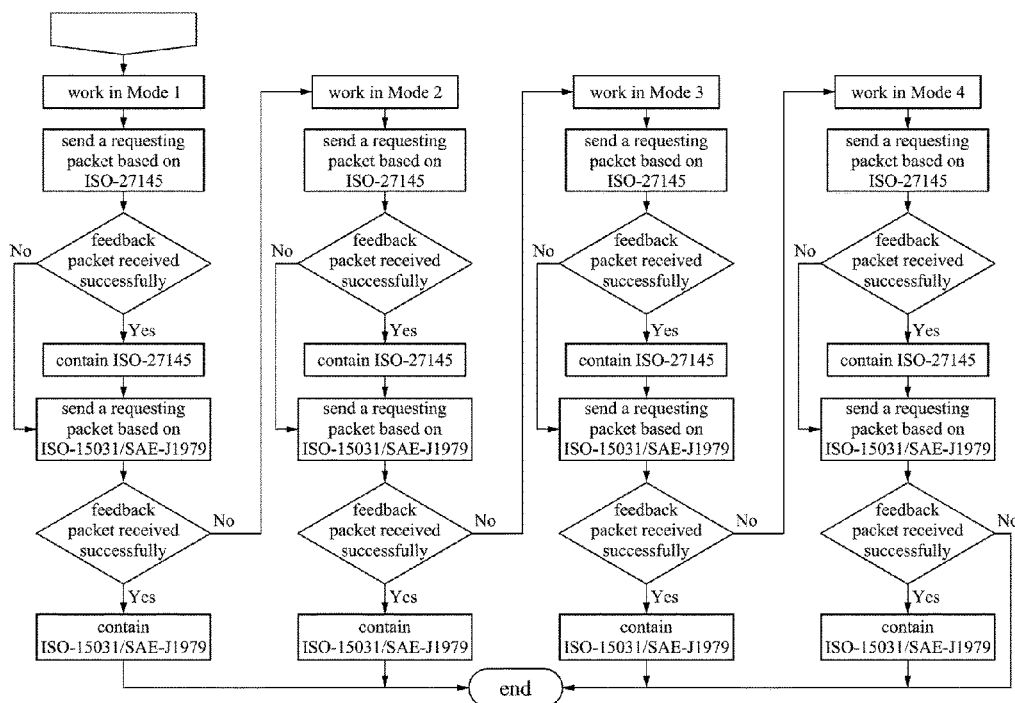 work in Mode 1
send a requesting
packet based on
ISO-27145
No
feedback
packet received
successfully
Yes
contain ISO-27145
send a requesting
packet based on
ISO-15031/SAE-J1979
feedback
packet received
successfully
No
Yes
contain
ISO-15031/SAE-J1979
work in Mode 2
send a requesting
packet based on
ISO-27145
No
feedback
packet received
successfully
Yes
contain ISO-27145
send a requesting
packet based on
ISO-15031/SAE-J1979
feedback
packet received
successfully
No
Yes
contain
ISO-15031/SAE-J1979
work in Mode 3
send a requesting
packet based on
ISO-27145
No
feedback
packet received
successfully
Yes
contain ISO-27145
send a requesting
packet based on
ISO-15031/SAE-J1979
feedback
packet received
successfully
No
Yes
contain
ISO-15031/SAE-J1979
work in Mode 4
send a requesting
packet based on
ISO-27145
No
feedback
packet received
successfully
Yes
contain ISO-27145
send a requesting
packet based on
ISO-15031/SAE-J1979
feedback
packet received
successfully
No
Yes
contain
ISO-15031/SAE-J1979
end